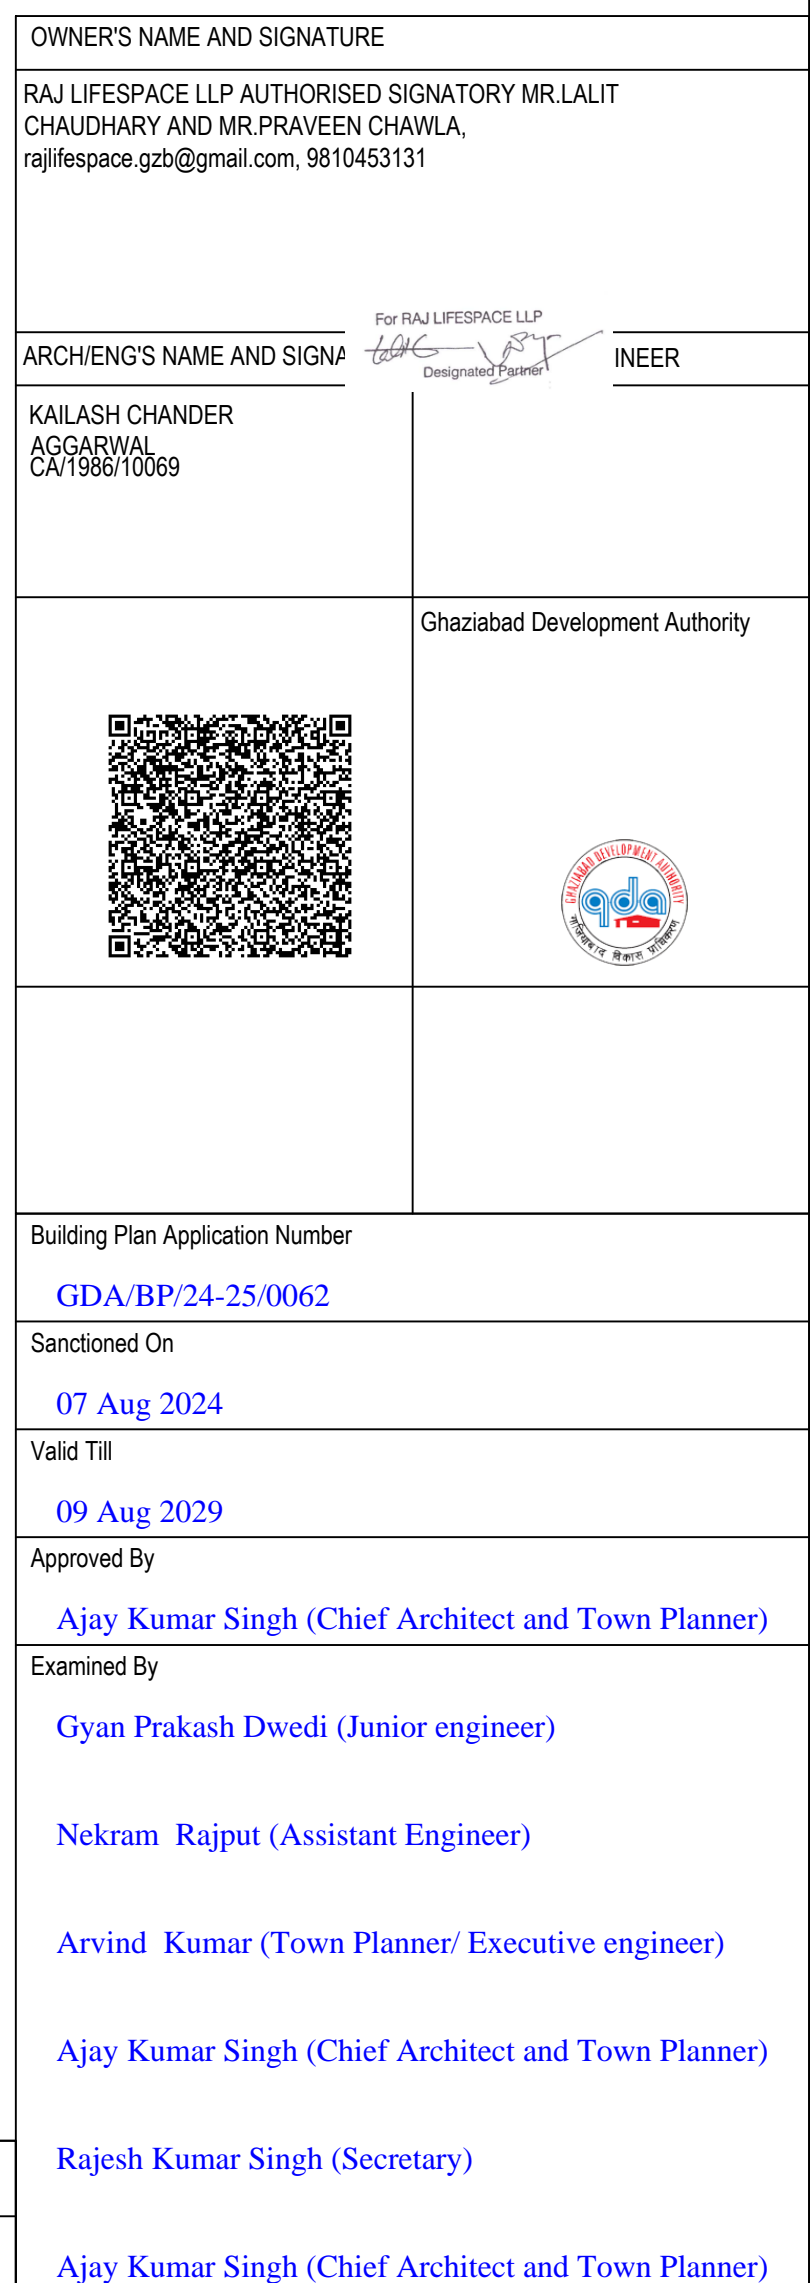 OWNER'S NAME AND SIGNATURE
RAJ LIFESPACE LLP AUTHORISED SIGNATORY MR.LALIT
CHAUDHARY AND MR.PRAVEEN CHAWLA,
rajlifespace.gzb@gmail.com, 9810453131
For RAJ LIFESPACE LLP
Designated Partner
ARCH/ENG'S NAME AND SIGNA INEER
KAILASH CHANDER
AGGARWAL
CA/1986/10069
Ghaziabad Development Authority
GHAZIABAD DEVELOPMENT AUTHORITY
gda
गाजियाबाद विकास प्राधिकरण
Building Plan Application Number
GDA/BP/24-25/0062
Sanctioned On
07 Aug 2024
Valid Till
09 Aug 2029
Approved By
Ajay Kumar Singh (Chief Architect and Town Planner)
Examined By
Gyan Prakash Dwedi (Junior engineer)
Nekram  Rajput (Assistant Engineer)
Arvind  Kumar (Town Planner/ Executive engineer)
Ajay Kumar Singh (Chief Architect and Town Planner)
Rajesh Kumar Singh (Secretary)
Ajay Kumar Singh (Chief Architect and Town Planner)